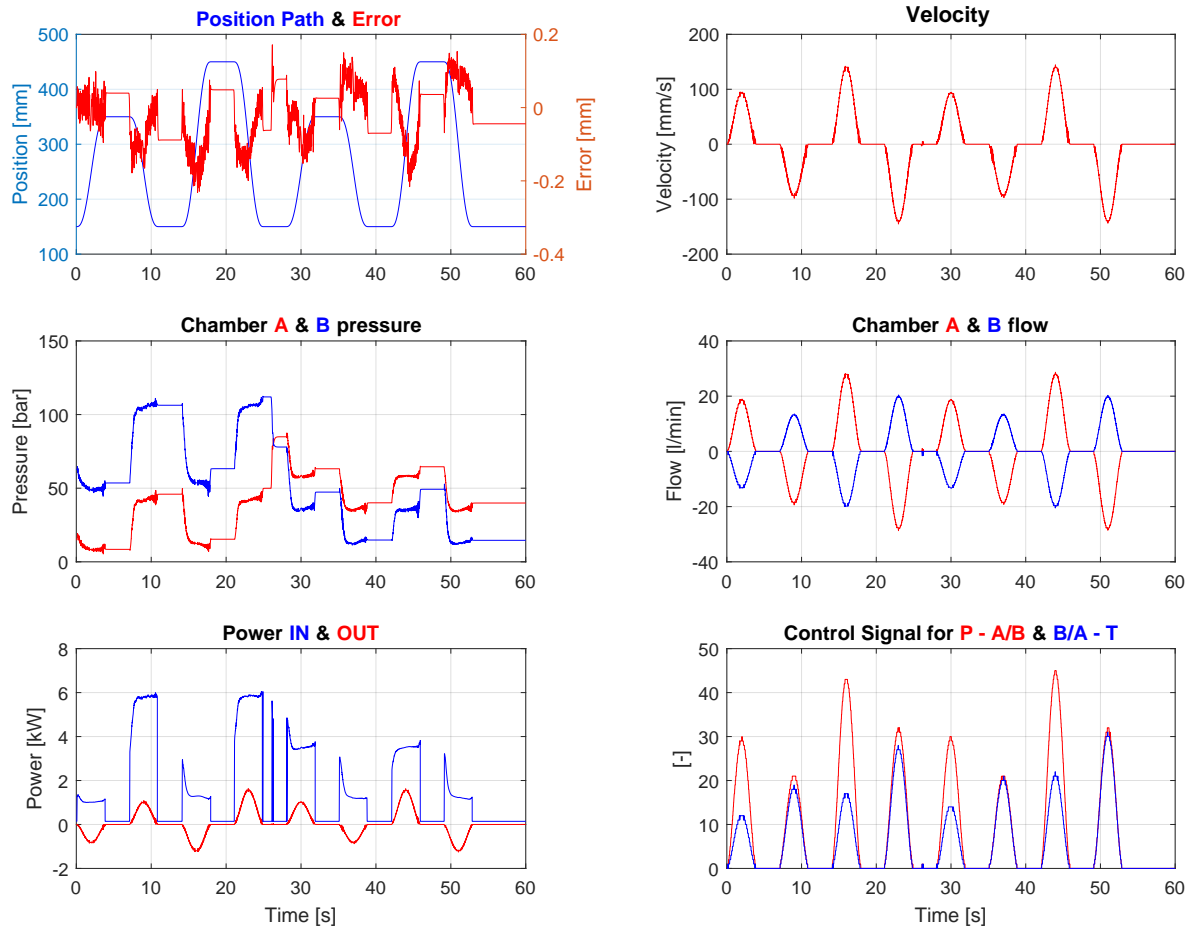 Position Path & Error
500
400
300
200
100
Position [mm]
0.2
0
-0.2
-0.4
Error [mm]
0 10 20 30 40 50 60
Velocity
200
100
0
-100
-200
Velocity [mm/s]
0 10 20 30 40 50 60
Chamber A & B pressure
150
100
50
0
Pressure [bar]
0 10 20 30 40 50 60
Chamber A & B flow
40
20
0
-20
-40
Flow [l/min]
0 10 20 30 40 50 60
Power IN & OUT
8
6
4
2
0
-2
Power [kW]
0 10 20 30 40 50 60
Time [s]
Control Signal for P - A/B & B/A - T
50
40
30
20
10
0
[-]
0 10 20 30 40 50 60
Time [s]